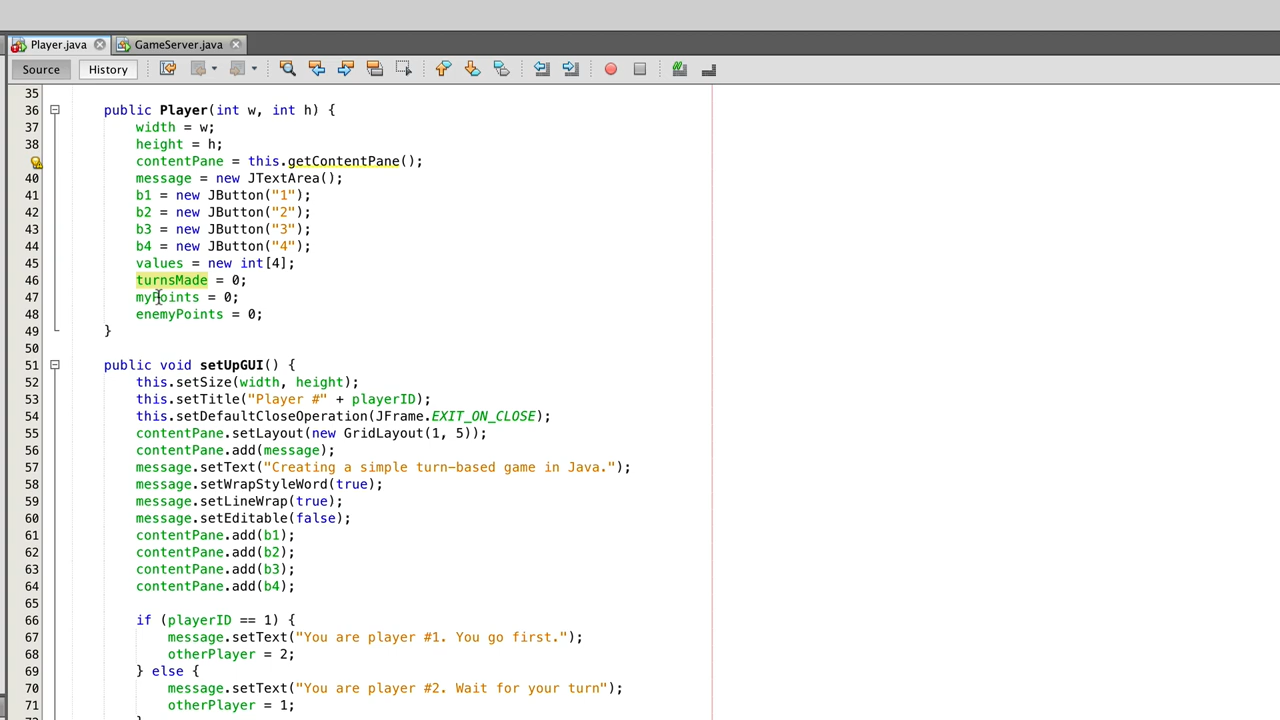 Player.java
GameServer.java
Source
History
35
36 public Player(int w, int h) {
37 width = w;
38 height = h;
contentPane = this.getContentPane();
40 message = new JTextArea();
41 b1 = new JButton("1");
42 b2 = new JButton("2");
43 b3 = new JButton("3");
44 b4 = new JButton("4");
45 values = new int[4];
46 turnsMade = 0;
47 myPoints = 0;
48 enemyPoints = 0;
49 }
50
51 public void setUpGUI() {
52 this.setSize(width, height);
53 this.setTitle("Player #" + playerID);
54 this.setDefaultCloseOperation(JFrame.EXIT_ON_CLOSE);
55 contentPane.setLayout(new GridLayout(1, 5));
56 contentPane.add(message);
57 message.setText("Creating a simple turn-based game in Java.");
58 message.setWrapStyleWord(true);
59 message.setLineWrap(true);
60 message.setEditable(false);
61 contentPane.add(b1);
62 contentPane.add(b2);
63 contentPane.add(b3);
64 contentPane.add(b4);
65
66 if (playerID == 1) {
67 message.setText("You are player #1. You go first.");
68 otherPlayer = 2;
69 } else {
70 message.setText("You are player #2. Wait for your turn");
71 otherPlayer = 1;